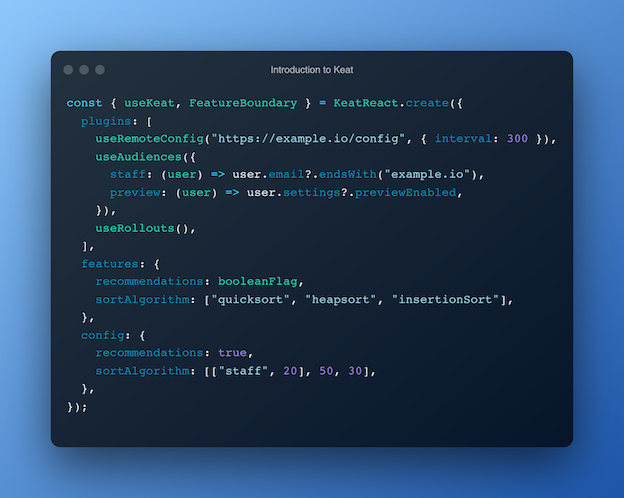 Introduction to Keat
const { useKeat, FeatureBoundary } = KeatReact.create({
  plugins: [
    useRemoteConfig("https://example.io/config", { interval: 300 }),
    useAudiences({
      staff: (user) => user.email?.endsWith("example.io"),
      preview: (user) => user.settings?.previewEnabled,
    }),
    useRollouts(),
  ],
  features: {
    recommendations: booleanFlag,
    sortAlgorithm: ["quicksort", "heapsort", "insertionSort"],
  },
  config: {
    recommendations: true,
    sortAlgorithm: [["staff", 20], 50, 30],
  },
});